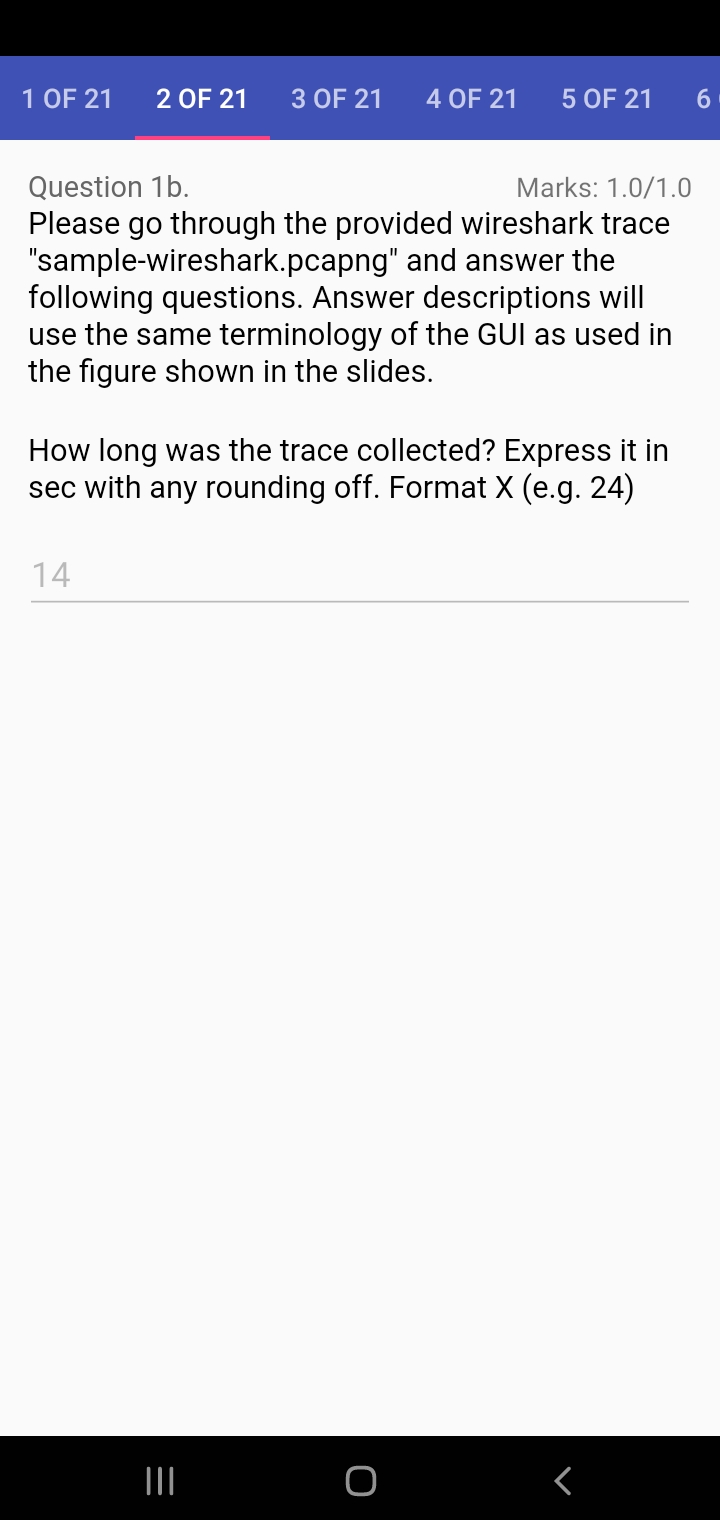 1 OF 21 2 OF 21 3 OF 21 4 OF 21 5 OF 21 6
Question 1b. Marks: 1.0/1.0
Please go through the provided wireshark trace
"sample-wireshark.pcapng" and answer the
following questions. Answer descriptions will
use the same terminology of the GUI as used in
the figure shown in the slides.
How long was the trace collected? Express it in
sec with any rounding off. Format X (e.g. 24)
14